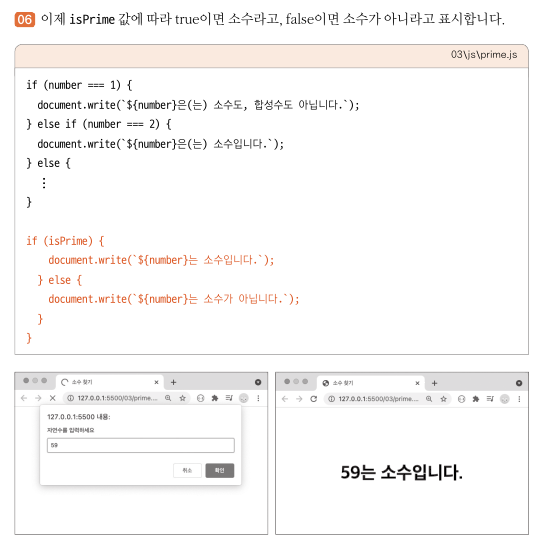 06 이제 isPrime 값에 따라 true이면 소수라고, false이면 소수가 아니라고 표시합니다.
03\js\prime.js
if (number === 1) {
document.write(`${number}은(는) 소수도, 합성수도 아닙니다.`);
} else if (number === 2) {
document.write(`${number}은(는) 소수입니다.`);
} else {
⋮
}
if (isPrime) {
document.write(`${number}는 소수입니다.`);
} else {
document.write(`${number}는 소수가 아닙니다.`);
}
}
소수 찾기
127.0.0.1:5500/03/prime....
127.0.0.1:5500 내용:
자연수를 입력하세요
59
취소 확인
소수 찾기
127.0.0.1:5500/03/prime....
59는 소수입니다.